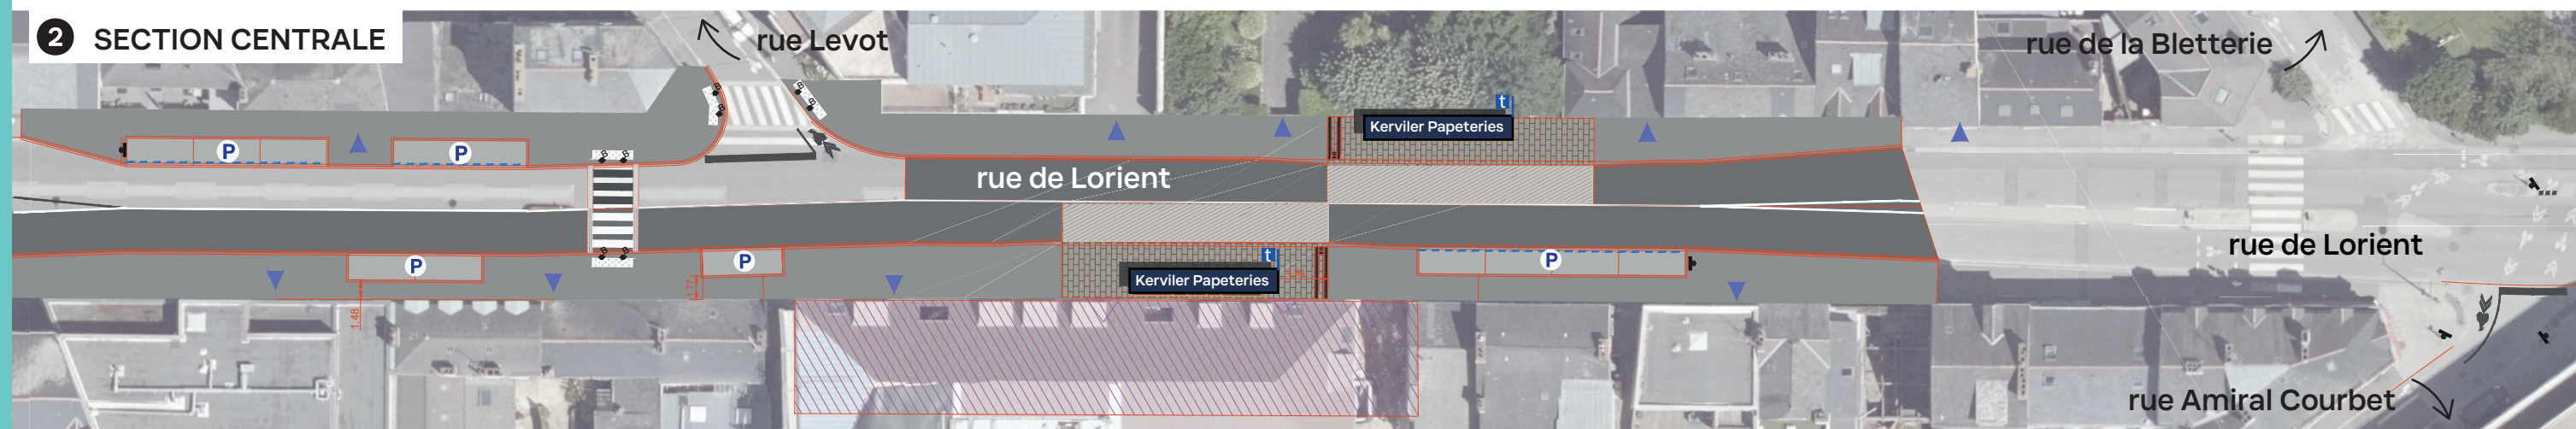 2 SECTION CENTRALE
rue Levot
rue de la Bletterie
t
P
P
Kerviler Papeteries
rue de Lorient
rue de Lorient
P
P
t
Kerviler Papeteries
P
1.77
1.48
rue Amiral Courbet